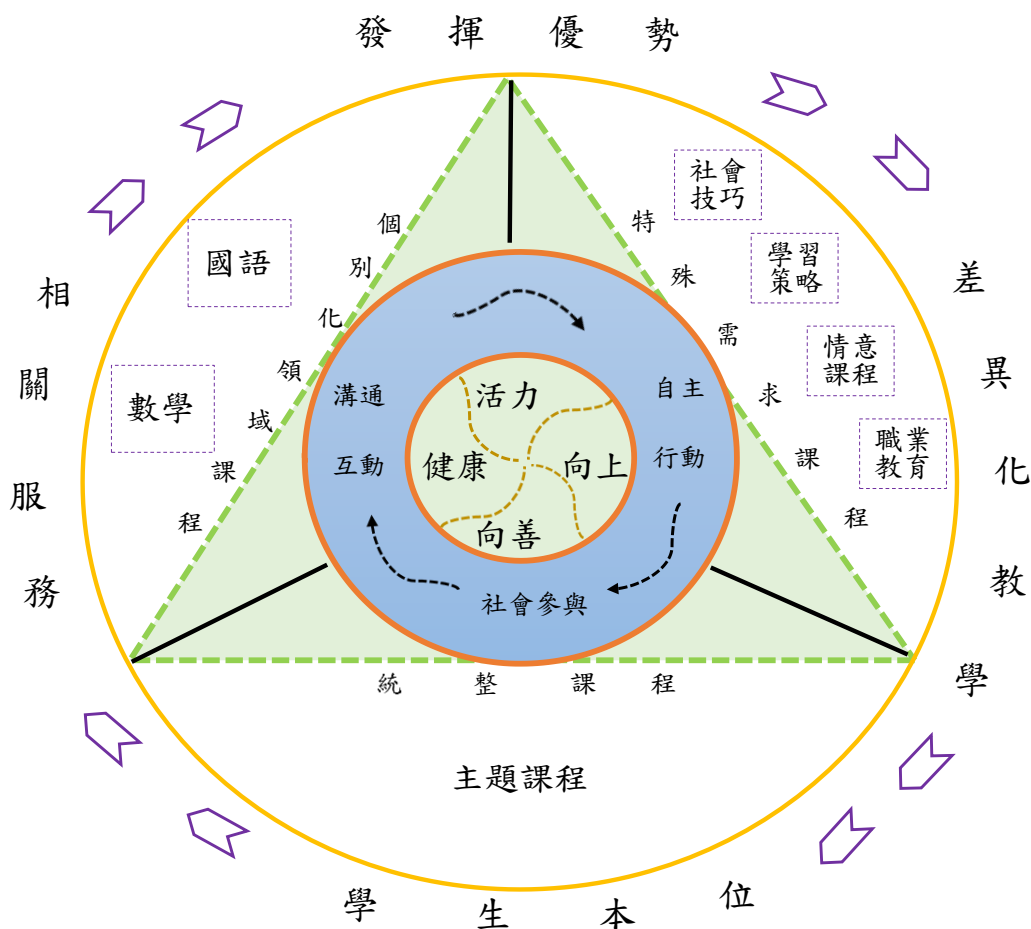 發揮優勢
差異化教學
學生本位
相關服務
個別化領域課程
特殊需求課程
統整課程
國語
數學
社會
技巧
學習
策略
情意
課程
職業
教育
主題課程
溝通
互動
自主
行動
社會參與
活力
健康
向上
向善